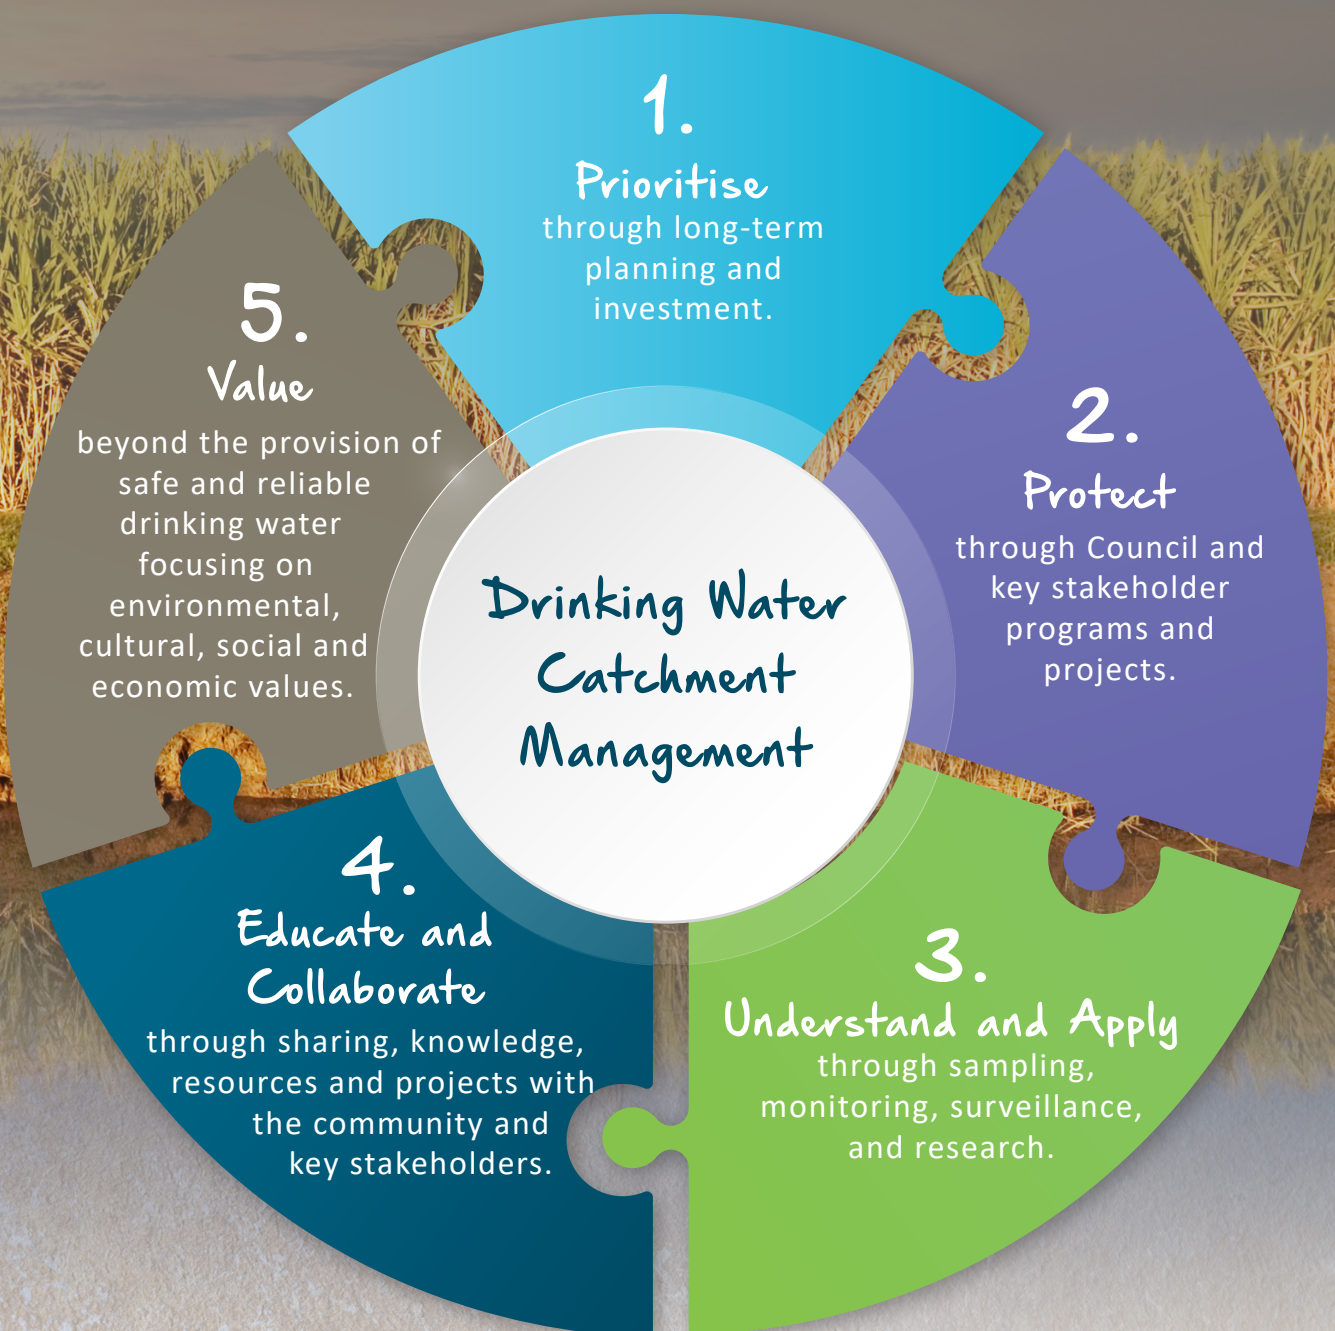 1.
Prioritise
through long-term
planning and
investment.
2.
Protect
through Council and
key stakeholder
programs and
projects.
3.
Understand and Apply
through sampling,
monitoring, surveillance,
and research.
4.
Educate and
Collaborate
through sharing, knowledge,
resources and projects with
the community and
key stakeholders.
5.
Value
beyond the provision of
safe and reliable
drinking water
focusing on
environmental,
cultural, social and
economic values.
Drinking Water
Catchment
Management